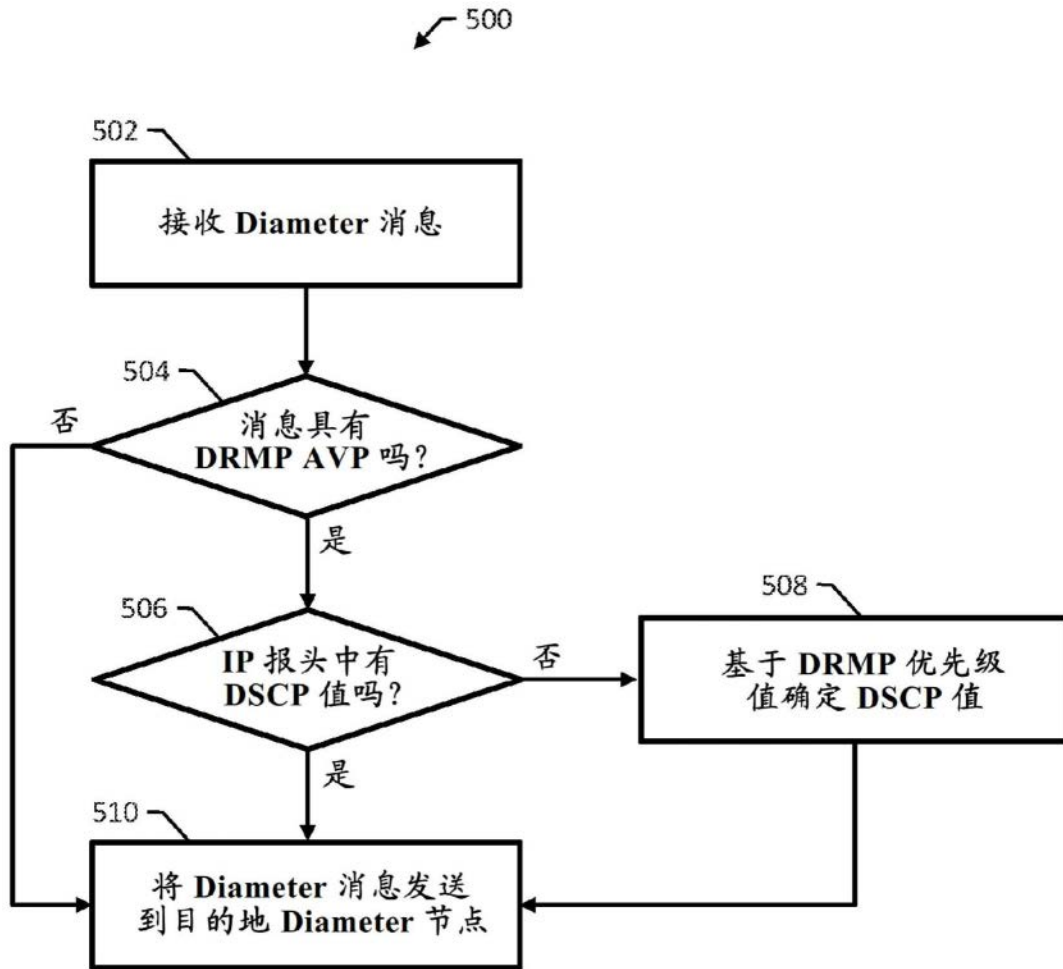 500
502
接收 Diameter 消息
504
否
消息具有
DRMP AVP 吗?
是
506
IP 报头中有
DSCP 值吗?
否
508
基于 DRMP 优先级
值确定 DSCP 值
是
510
将 Diameter 消息发送
到目的地 Diameter 节点